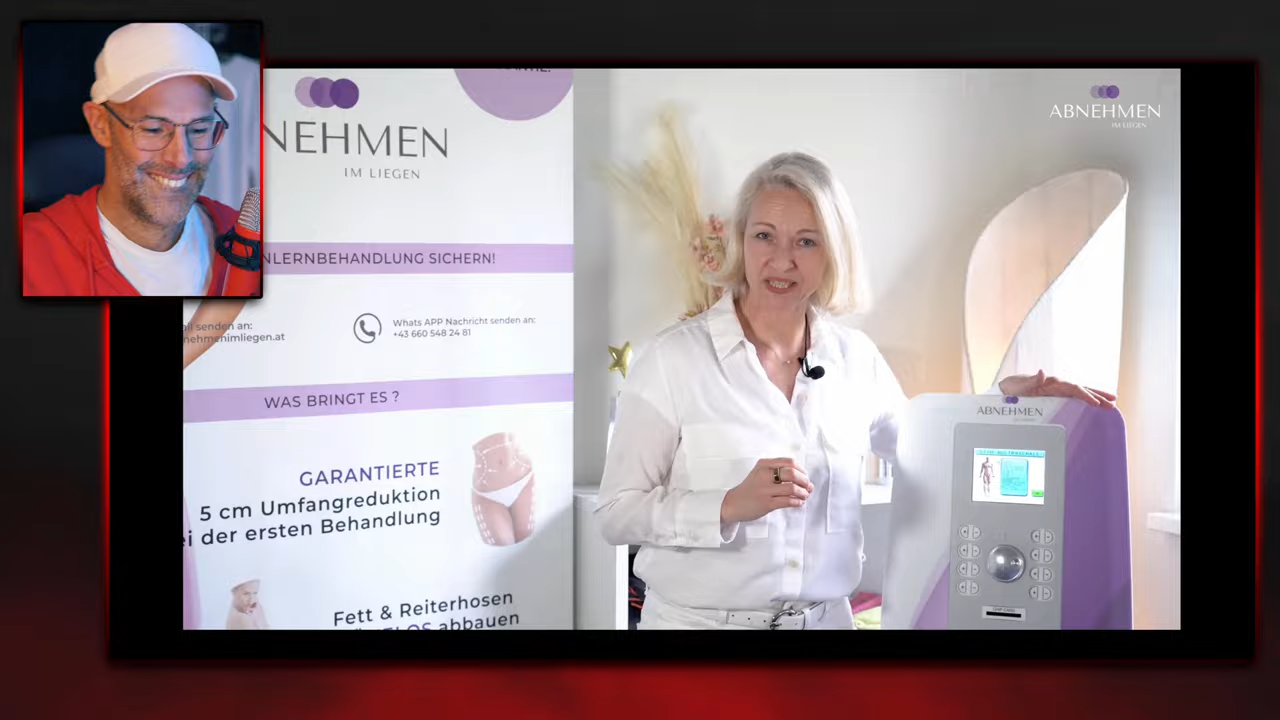 NEHMEN
IM LIEGEN
NLERNBEHANDLUNG SICHERN!
senden an:
nehmenimliegen.at
Whats APP Nachricht senden an:
+43 660 548 24 81
WAS BRINGT ES ?
GARANTIERTE
5 cm Umfangreduktion
der ersten Behandlung
Fett & Reiterhosen
abbauen
ABNEHMEN
IM LIEGEN
ABNEHMEN